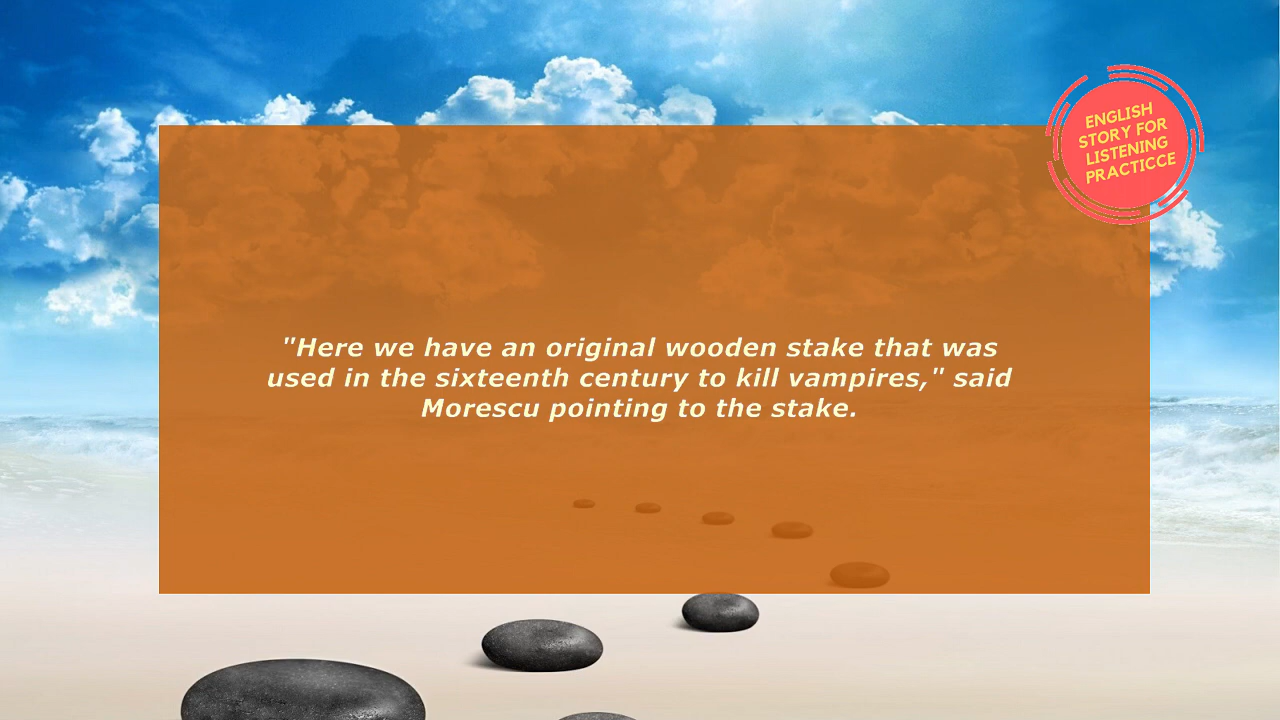 ENGLISH
STORY FOR
LISTENING
PRACTICCE
"Here we have an original wooden stake that was
used in the sixteenth century to kill vampires," said
Morescu pointing to the stake.